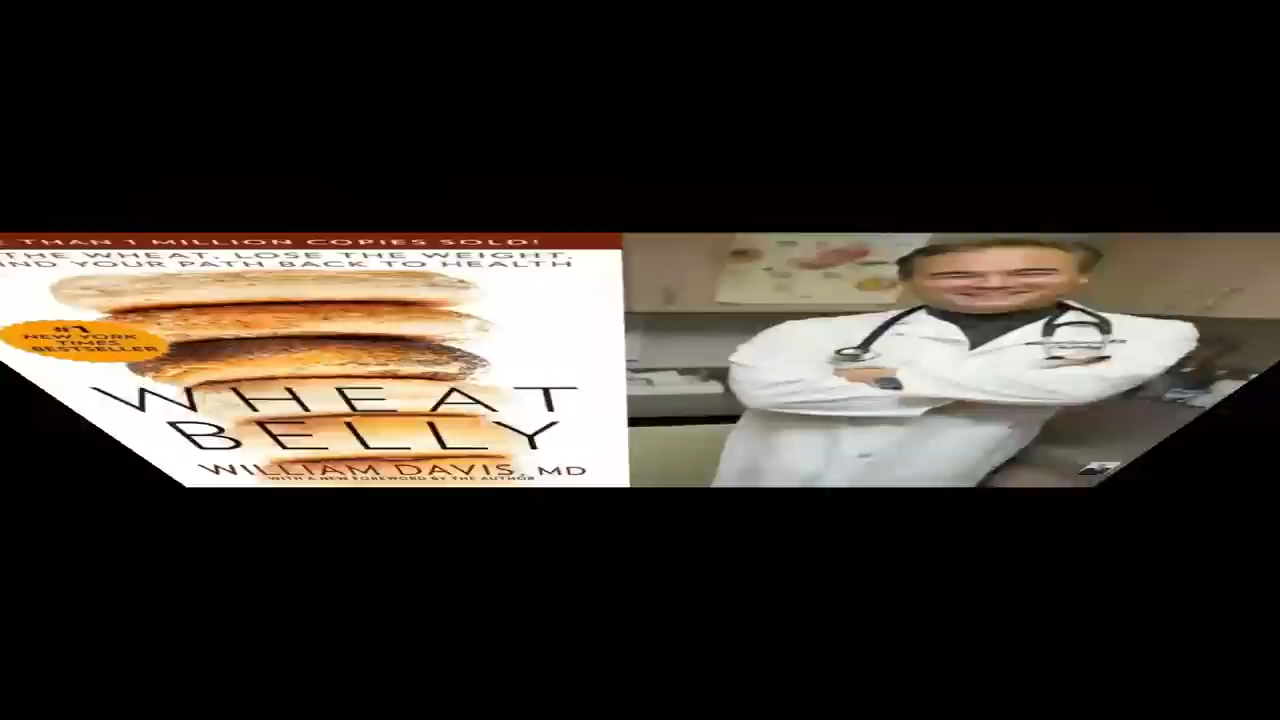 THAN 1 MILLION COPIES SOLD!
THE WHEAT, LOSE THE WEIGHT,
YOUR PATH BACK TO HEALTH
#1
NEW YORK
TIMES
BESTSELLER
WHEAT
BELLY
WILLIAM DAVIS, MD
WITH A NEW FOREWORD BY THE AUTHOR